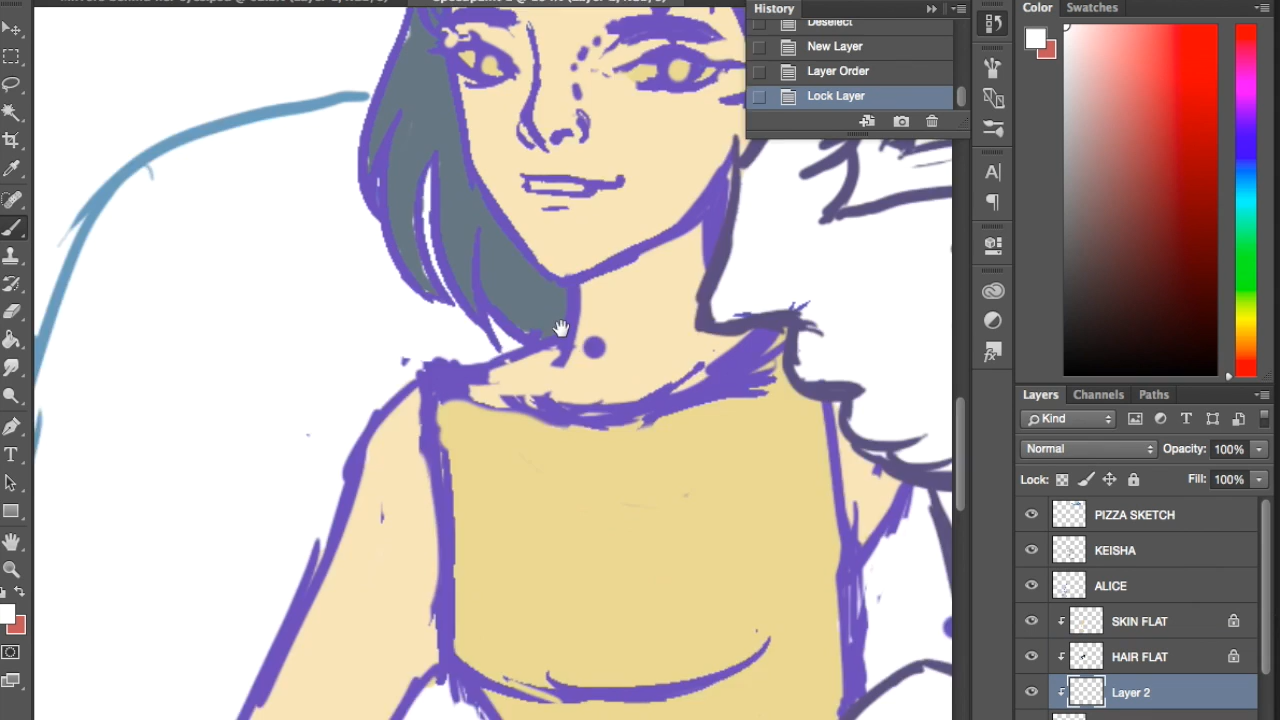 History
Deselect
New Layer
Layer Order
Lock Layer
Color Swatches
Layers Channels Paths
Kind
Normal Opacity: 100%
Lock: Fill: 100%
PIZZA SKETCH
KEISHA
ALICE
SKIN FLAT
HAIR FLAT
Layer 2